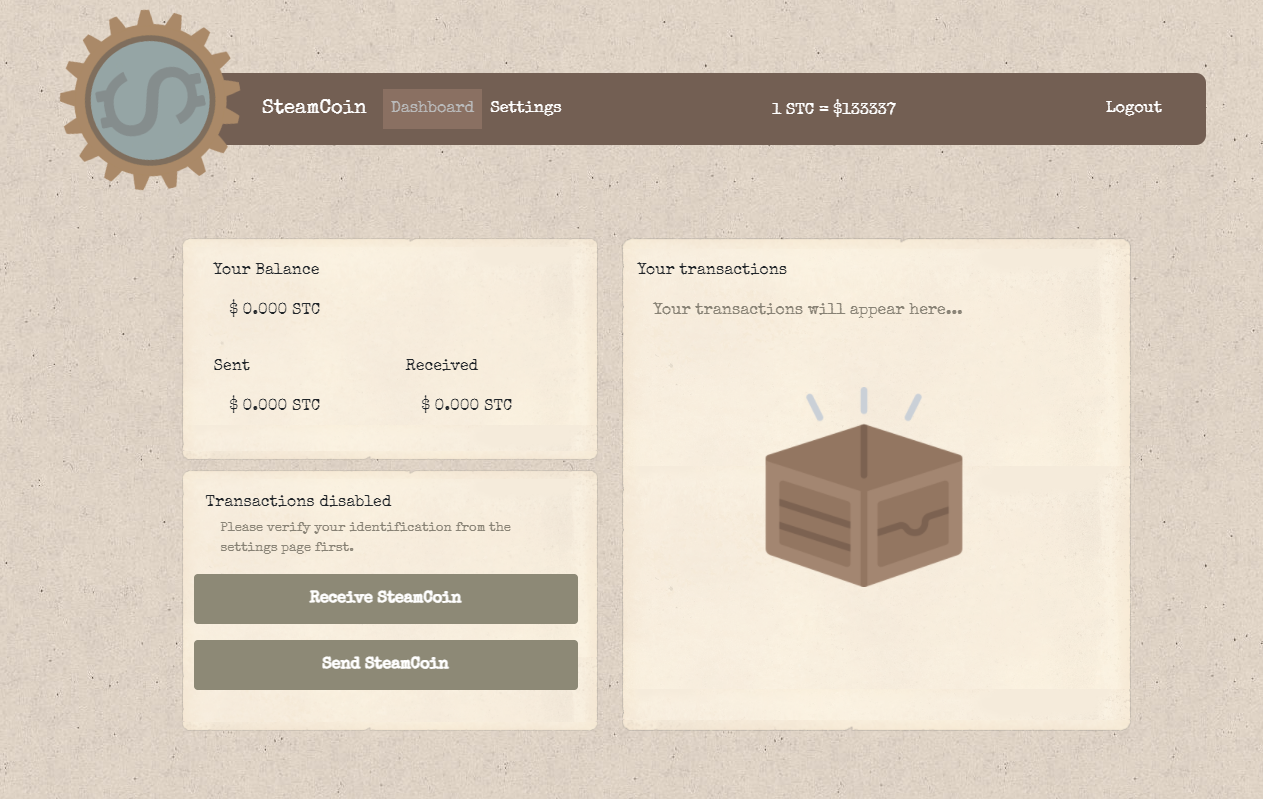 SteamCoin Dashboard Settings 1 STC = $133337 Logout
Your Balance
$ 0.000 STC
Sent Received
$ 0.000 STC $ 0.000 STC
Transactions disabled
Please verify your identification from the
settings page first.
Receive SteamCoin
Send SteamCoin
Your transactions
Your transactions will appear here...